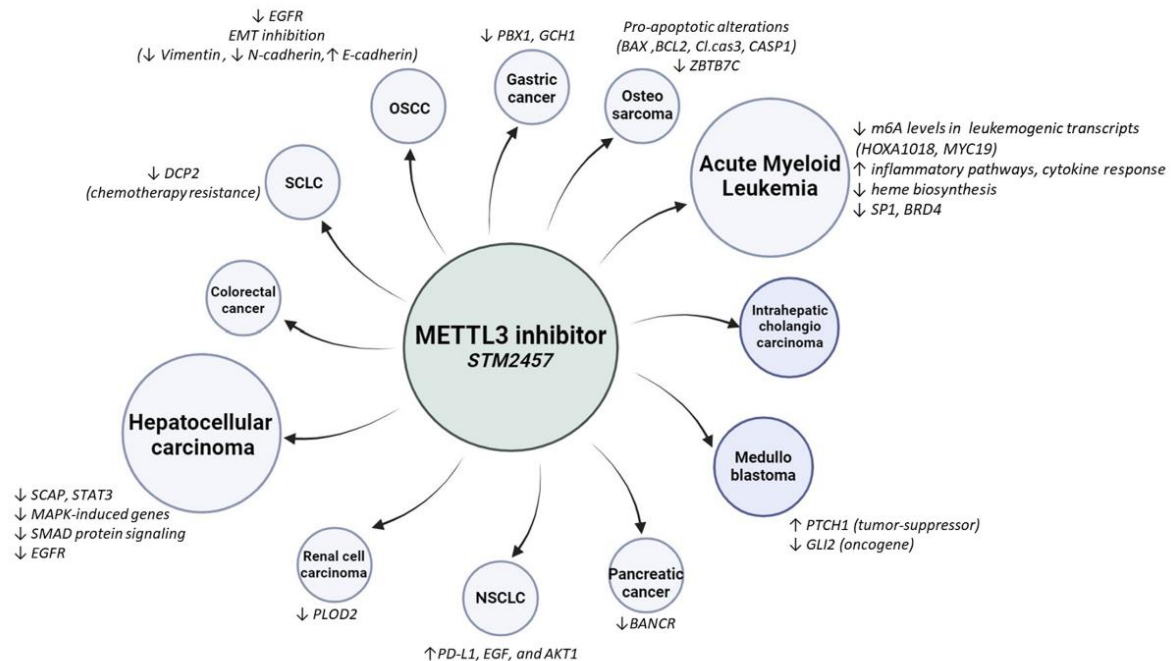 ↓ EGFR
EMT inhibition
(↓ Vimentin , ↓ N-cadherin,↑ E-cadherin)
OSCC
↓ PBX1, GCH1
Gastric
cancer
Pro-apoptotic alterations
(BAX ,BCL2, Cl.cas3, CASP1)
↓ ZBTB7C
Osteo
sarcoma
Acute Myeloid
Leukemia
↓ m6A levels in leukemogenic transcripts
(HOXA1018, MYC19)
↑ inflammatory pathways, cytokine response
↓ heme biosynthesis
↓ SP1, BRD4
↓ DCP2
(chemotherapy resistance)
SCLC
Colorectal
cancer
METTL3 inhibitor
STM2457
Intrahepatic
cholangio
carcinoma
Hepatocellular
carcinoma
↓ SCAP, STAT3
↓ MAPK-induced genes
↓ SMAD protein signaling
↓ EGFR
Medullo
blastoma
↑ PTCH1 (tumor-suppressor)
↓ GLI2 (oncogene)
Renal cell
carcinoma
↓ PLOD2
NSCLC
↑PD-L1, EGF, and AKT1
Pancreatic
cancer
↓BANCR